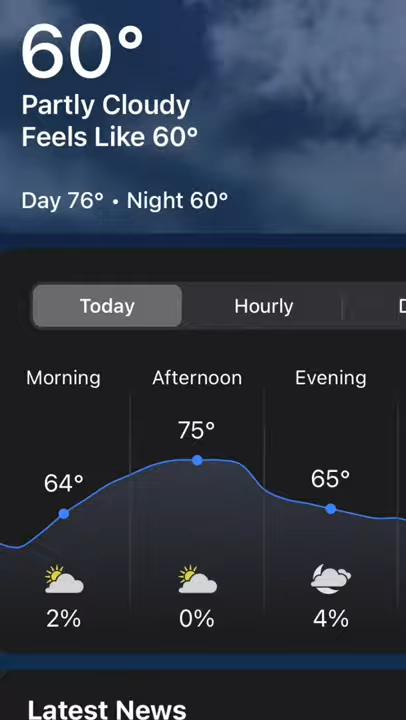 60°
Partly Cloudy
Feels Like 60°
Day 76° • Night 60°
Today Hourly D
Morning Afternoon Evening
75°
64° 65°
2% 0% 4%
Latest News